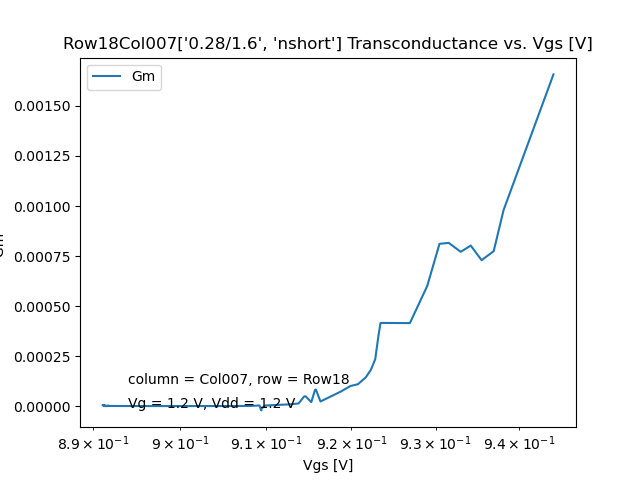 Row18Col007['0.28/1.6', 'nshort'] Transconductance vs. Vgs [V]
Gm
0.00150
0.00125
0.00100
0.00075
0.00050
0.00025
0.00000
Gm
column = Col007, row = Row18
Vg = 1.2 V, Vdd = 1.2 V
8.9 × 10⁻¹ 9 × 10⁻¹ 9.1 × 10⁻¹ 9.2 × 10⁻¹ 9.3 × 10⁻¹ 9.4 × 10⁻¹
Vgs [V]